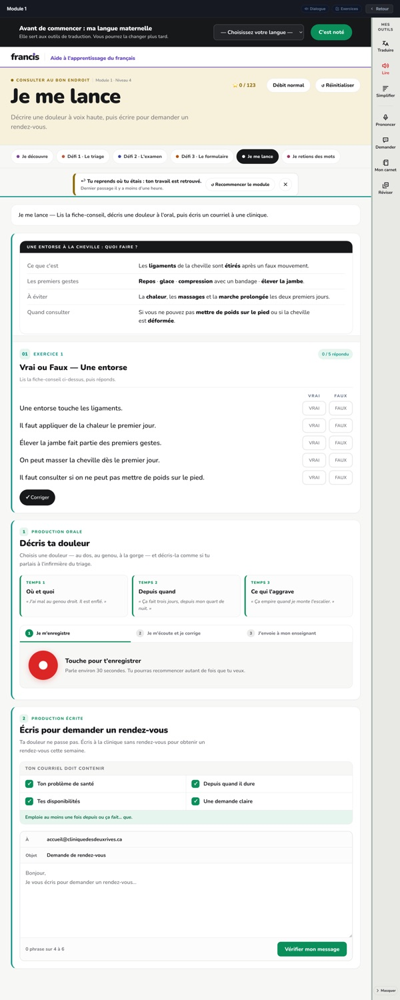 Module 1
Dialogue
Exercices
Retour
Avant de commencer : ma langue maternelle
Elle sert aux outils de traduction. Vous pourrez la changer plus tard.
— Choisissez votre langue —
C'est noté
MES
OUTILS
Traduire
Lire
Simplifier
Prononcer
Demander
Mon carnet
Réviser
Masquer
francis
Aide à l'apprentissage du français
CONSULTER AU BON ENDROIT | Module 1 · Niveau 4
Je me lance
Décrire une douleur à voix haute, puis écrire pour demander un
rendez-vous.
0 / 123
Débit normal
↺ Réinitialiser
Je découvre
Défi 1 · Le triage
Défi 2 · L'examen
Défi 3 · Le formulaire
Je me lance
Je retiens des mots
↩ Tu reprends où tu étais : ton travail est retrouvé.
Dernier passage il y a moins d'une heure.
↺ Recommencer le module
✕
Je me lance — Lis la fiche-conseil, décris une douleur à l'oral, puis écris un courriel à une clinique.
UNE ENTORSE À LA CHEVILLE : QUOI FAIRE ?
Ce que c'est
Les ligaments de la cheville sont étirés après un faux mouvement.
Les premiers gestes
Repos · glace · compression avec un bandage · élever la jambe.
À éviter
La chaleur, les massages et la marche prolongée les deux premiers jours.
Quand consulter
Si vous ne pouvez pas mettre de poids sur le pied ou si la cheville
est déformée.
01 EXERCICE 1
0 / 5 répondu
Vrai ou Faux — Une entorse
Lis la fiche-conseil ci-dessus, puis réponds.
VRAI FAUX
Une entorse touche les ligaments. VRAI FAUX
Il faut appliquer de la chaleur le premier jour. VRAI FAUX
Élever la jambe fait partie des premiers gestes. VRAI FAUX
On peut masser la cheville dès le premier jour. VRAI FAUX
Il faut consulter si on ne peut pas mettre de poids sur le pied. VRAI FAUX
✓ Corriger
1 PRODUCTION ORALE
Décris ta douleur
Choisis une douleur — au dos, au genou, à la gorge — et décris-la comme si tu
parlais à l'infirmière du triage.
TEMPS 1
Où et quoi
« J'ai mal au genou droit. Il est enflé. »
TEMPS 2
Depuis quand
« Ça fait trois jours, depuis mon quart de
nuit. »
TEMPS 3
Ce qui l'aggrave
« Ça empire quand je monte l'escalier. »
1 Je m'enregistre
2 Je m'écoute et je corrige
3 J'envoie à mon enseignant
Touche pour t'enregistrer
Parle environ 30 secondes. Tu pourras recommencer autant de fois que tu veux.
2 PRODUCTION ÉCRITE
Écris pour demander un rendez-vous
Ta douleur ne passe pas. Écris à la clinique sans rendez-vous pour obtenir un
rendez-vous cette semaine.
TON COURRIEL DOIT CONTENIR
✓ Ton problème de santé
✓ Depuis quand il dure
✓ Tes disponibilités
✓ Une demande claire
Emploie au moins une fois depuis ou ça fait… que.
À accueil@cliniquedesdeuxrives.ca
Objet Demande de rendez-vous
Bonjour,
Je vous écris pour demander un rendez-vous…
0 phrase sur 4 à 6
Vérifier mon message